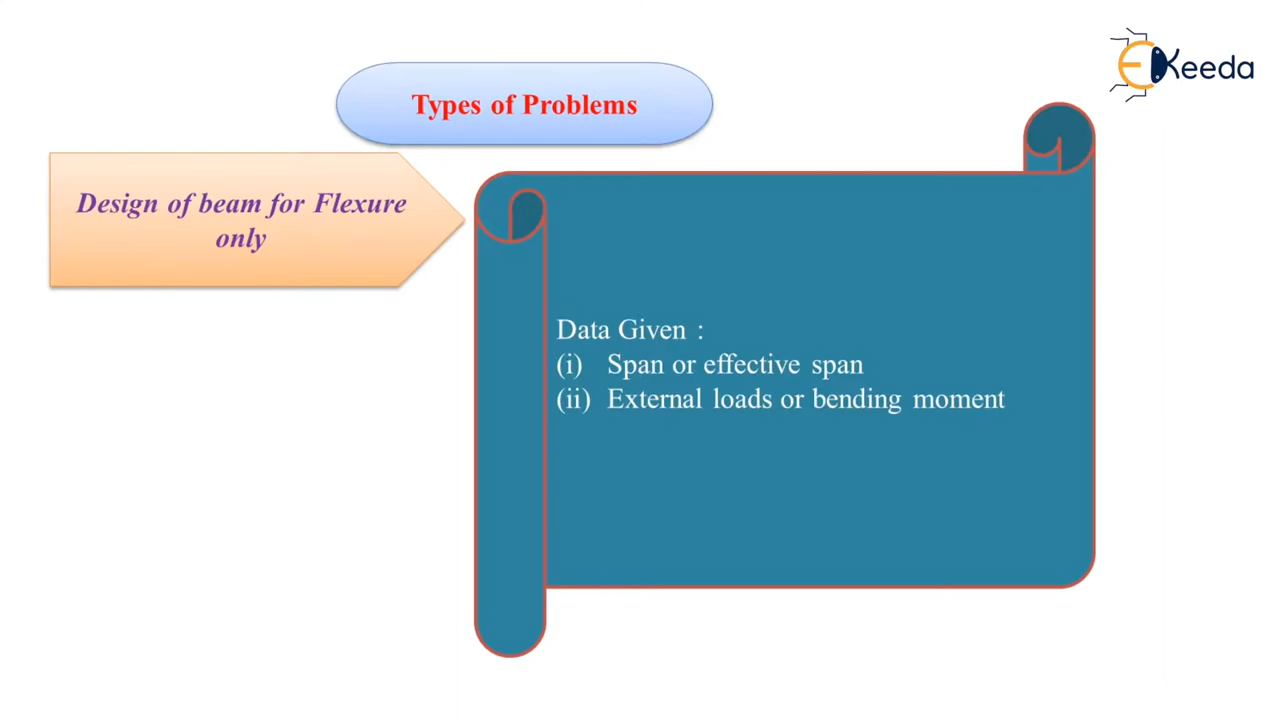 EKeeda
Types of Problems
Design of beam for Flexure
only
Data Given :
(i) Span or effective span
(ii) External loads or bending moment